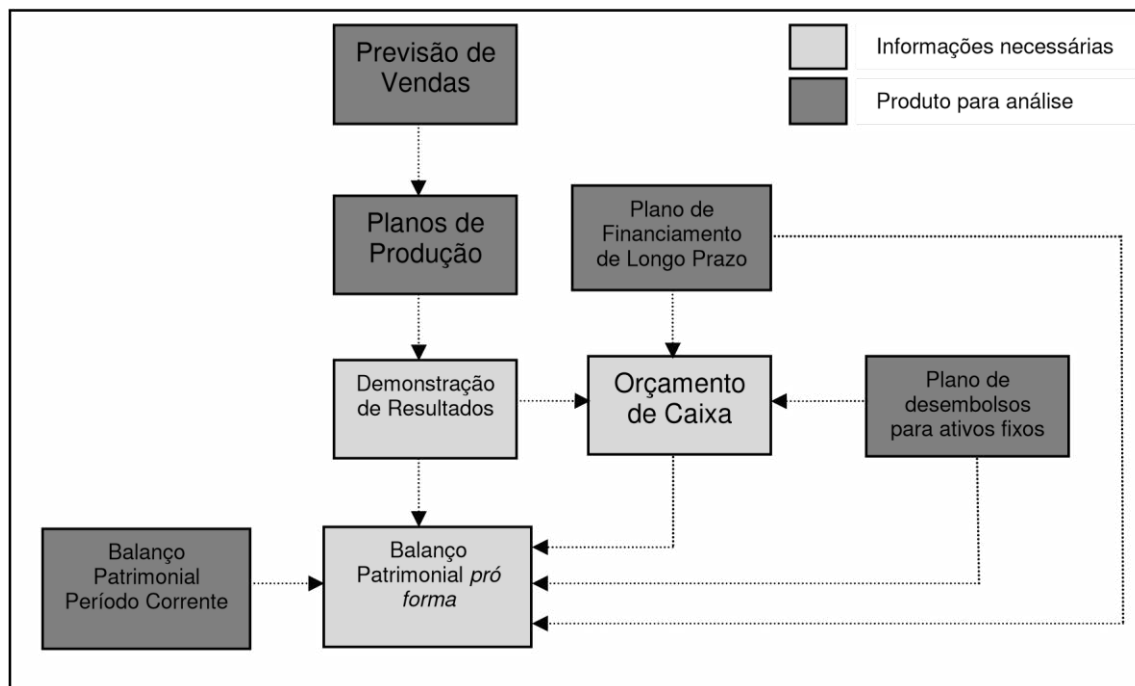 Previsão de
Vendas
Informações necessárias
Produto para análise
Planos de
Produção
Plano de
Financiamento
de Longo Prazo
Demonstração
de Resultados
Orçamento
de Caixa
Plano de
desembolsos
para ativos fixos
Balanço
Patrimonial
Período Corrente
Balanço
Patrimonial pró
forma